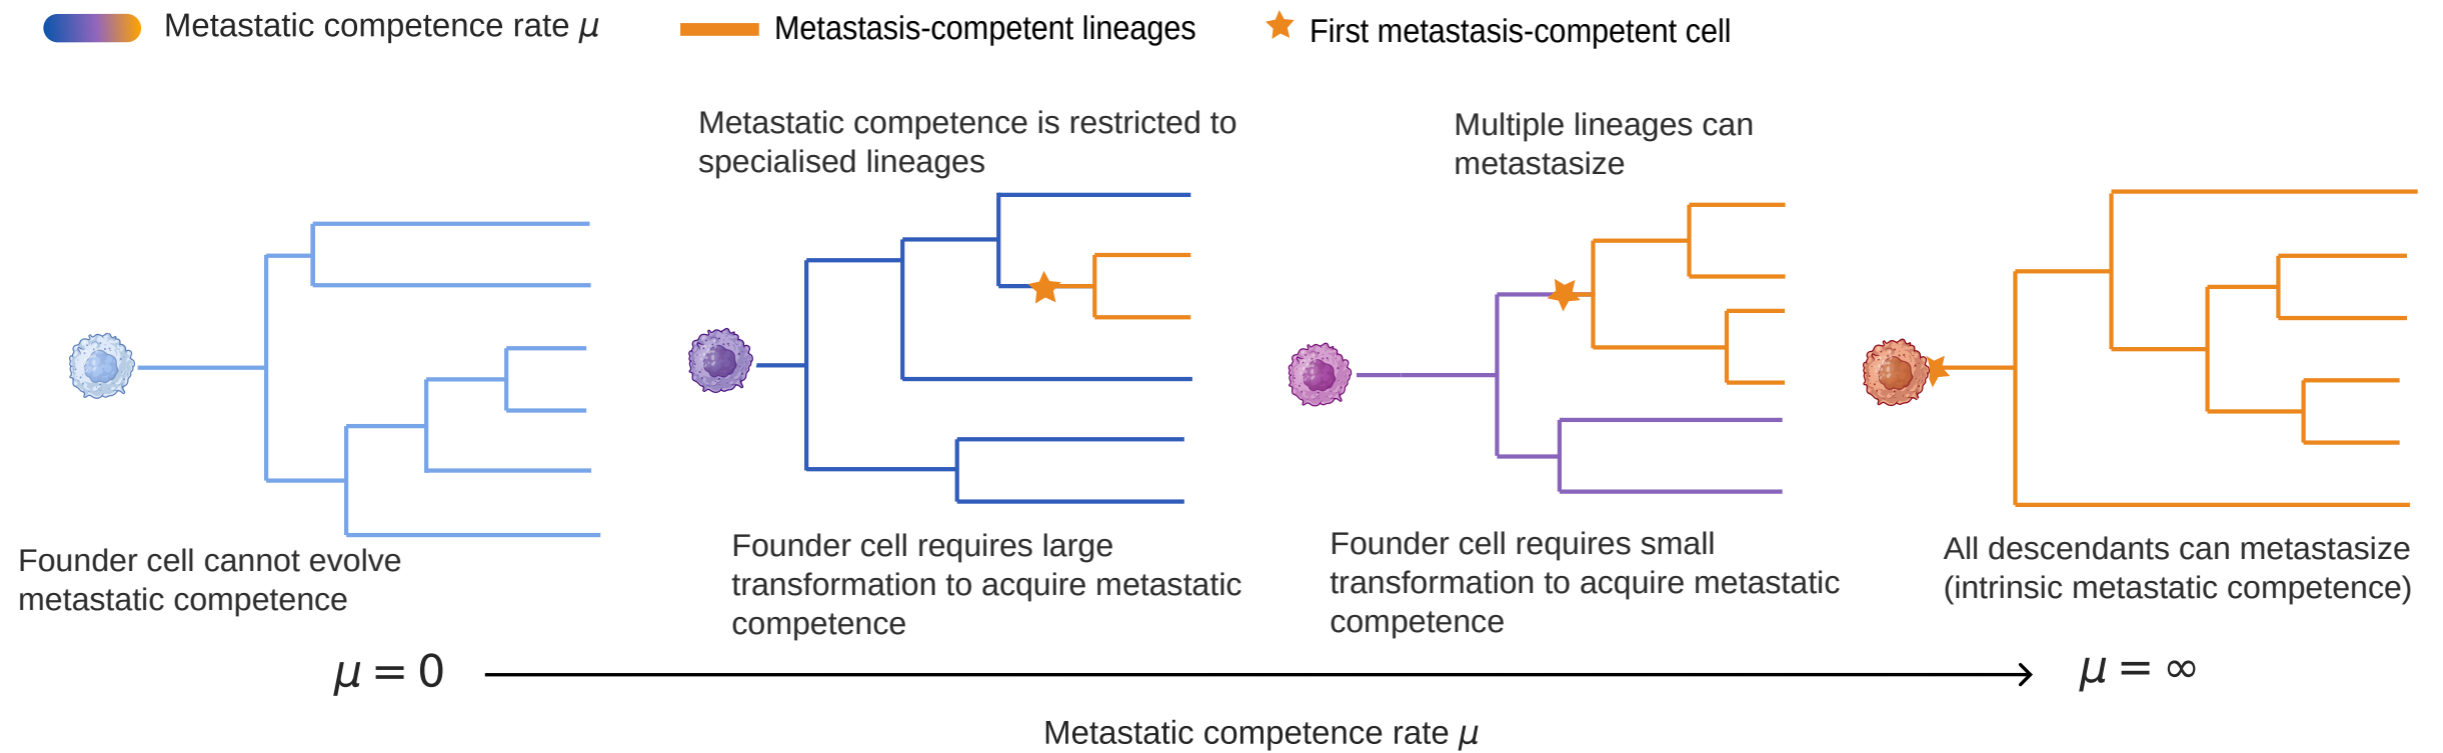 Metastatic competence rate μ
Metastasis-competent lineages
First metastasis-competent cell
Metastatic competence is restricted to
specialised lineages
Multiple lineages can
metastasize
Founder cell cannot evolve
metastatic competence
Founder cell requires large
transformation to acquire metastatic
competence
Founder cell requires small
transformation to acquire metastatic
competence
All descendants can metastasize
(intrinsic metastatic competence)
μ = 0
μ = ∞
Metastatic competence rate μ